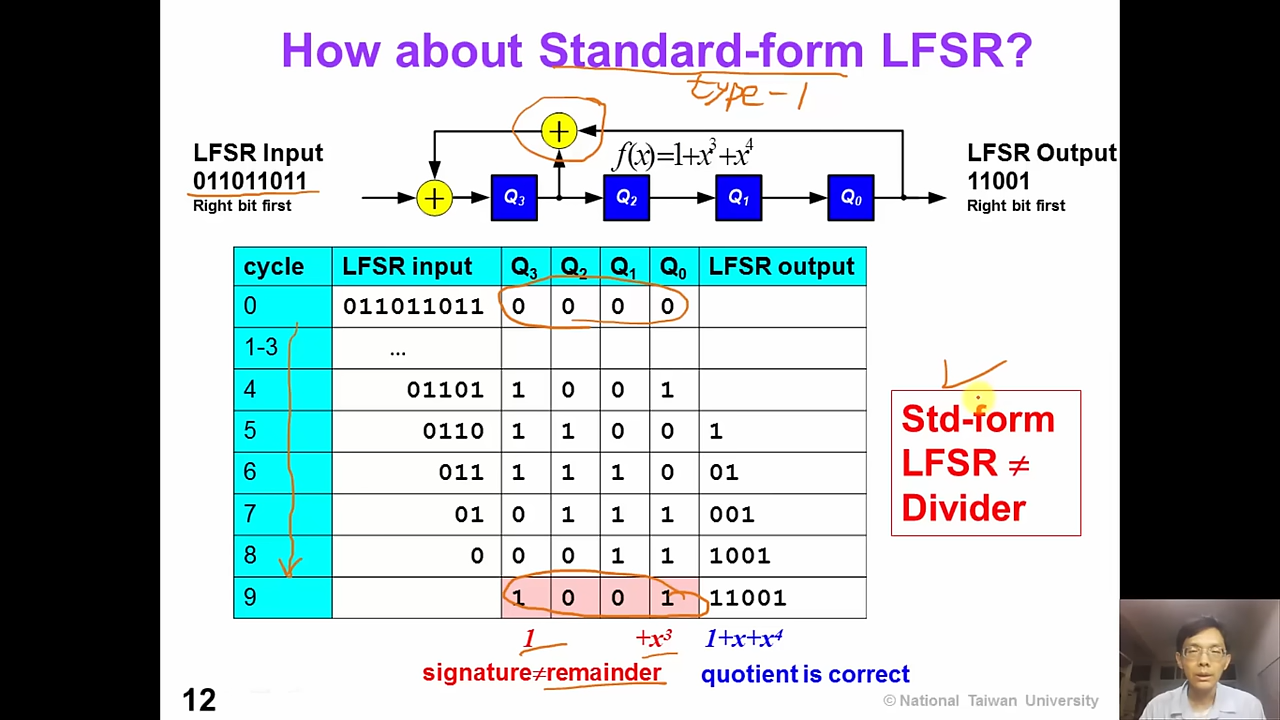 How about Standard-form LFSR?
type-1
LFSR Input
011011011
Right bit first
f(x)=1+x³+x⁴
Q₃ Q₂ Q₁ Q₀
LFSR Output
11001
Right bit first
cycle LFSR input Q₃ Q₂ Q₁ Q₀ LFSR output
0 011011011 0 0 0 0
1-3 ...
4 01101 1 0 0 1
5 0110 1 1 0 0 1
6 011 1 1 1 0 01
7 01 0 1 1 1 001
8 0 0 0 1 1 1001
9 1 0 0 1 11001
Std-form
LFSR ≠
Divider
1 +x³ 1+x+x⁴
signature≠remainder quotient is correct
12
© National Taiwan University